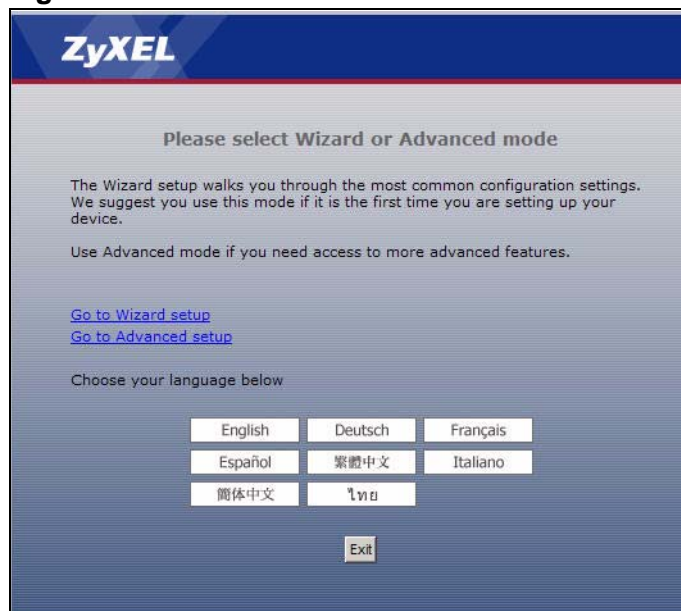 ZyXEL
Please select Wizard or Advanced mode
The Wizard setup walks you through the most common configuration settings.
We suggest you use this mode if it is the first time you are setting up your
device.
Use Advanced mode if you need access to more advanced features.
Go to Wizard setup
Go to Advanced setup
Choose your language below
English Deutsch Français
Español 繁體中文 Italiano
簡体中文 ไทย
Exit